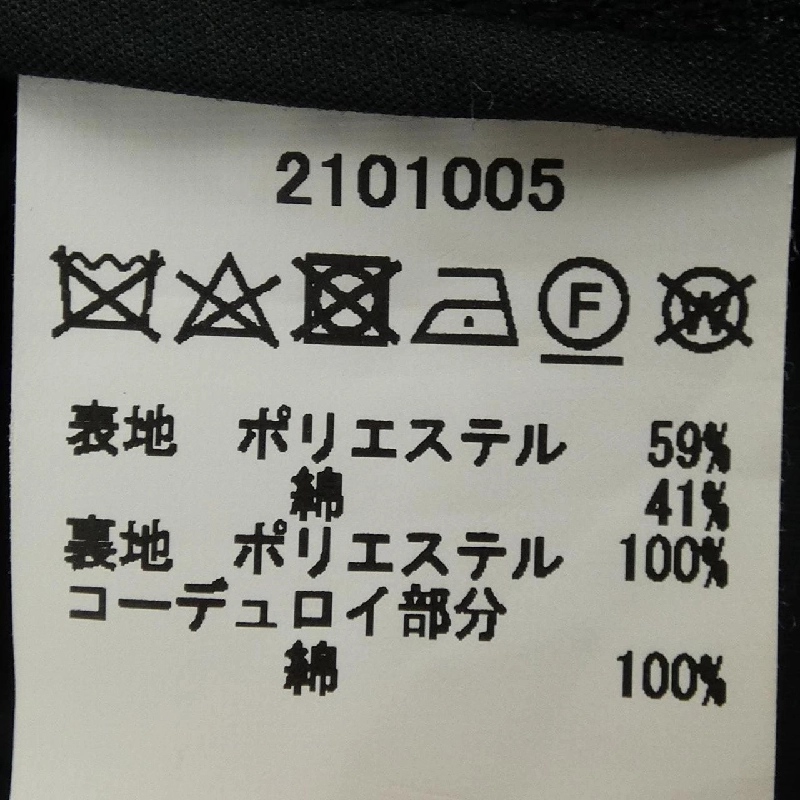 2101005
F W
表地 ポリエステル 59%
綿 41%
裏地 ポリエステル 100%
コーデュロイ部分
綿 100%